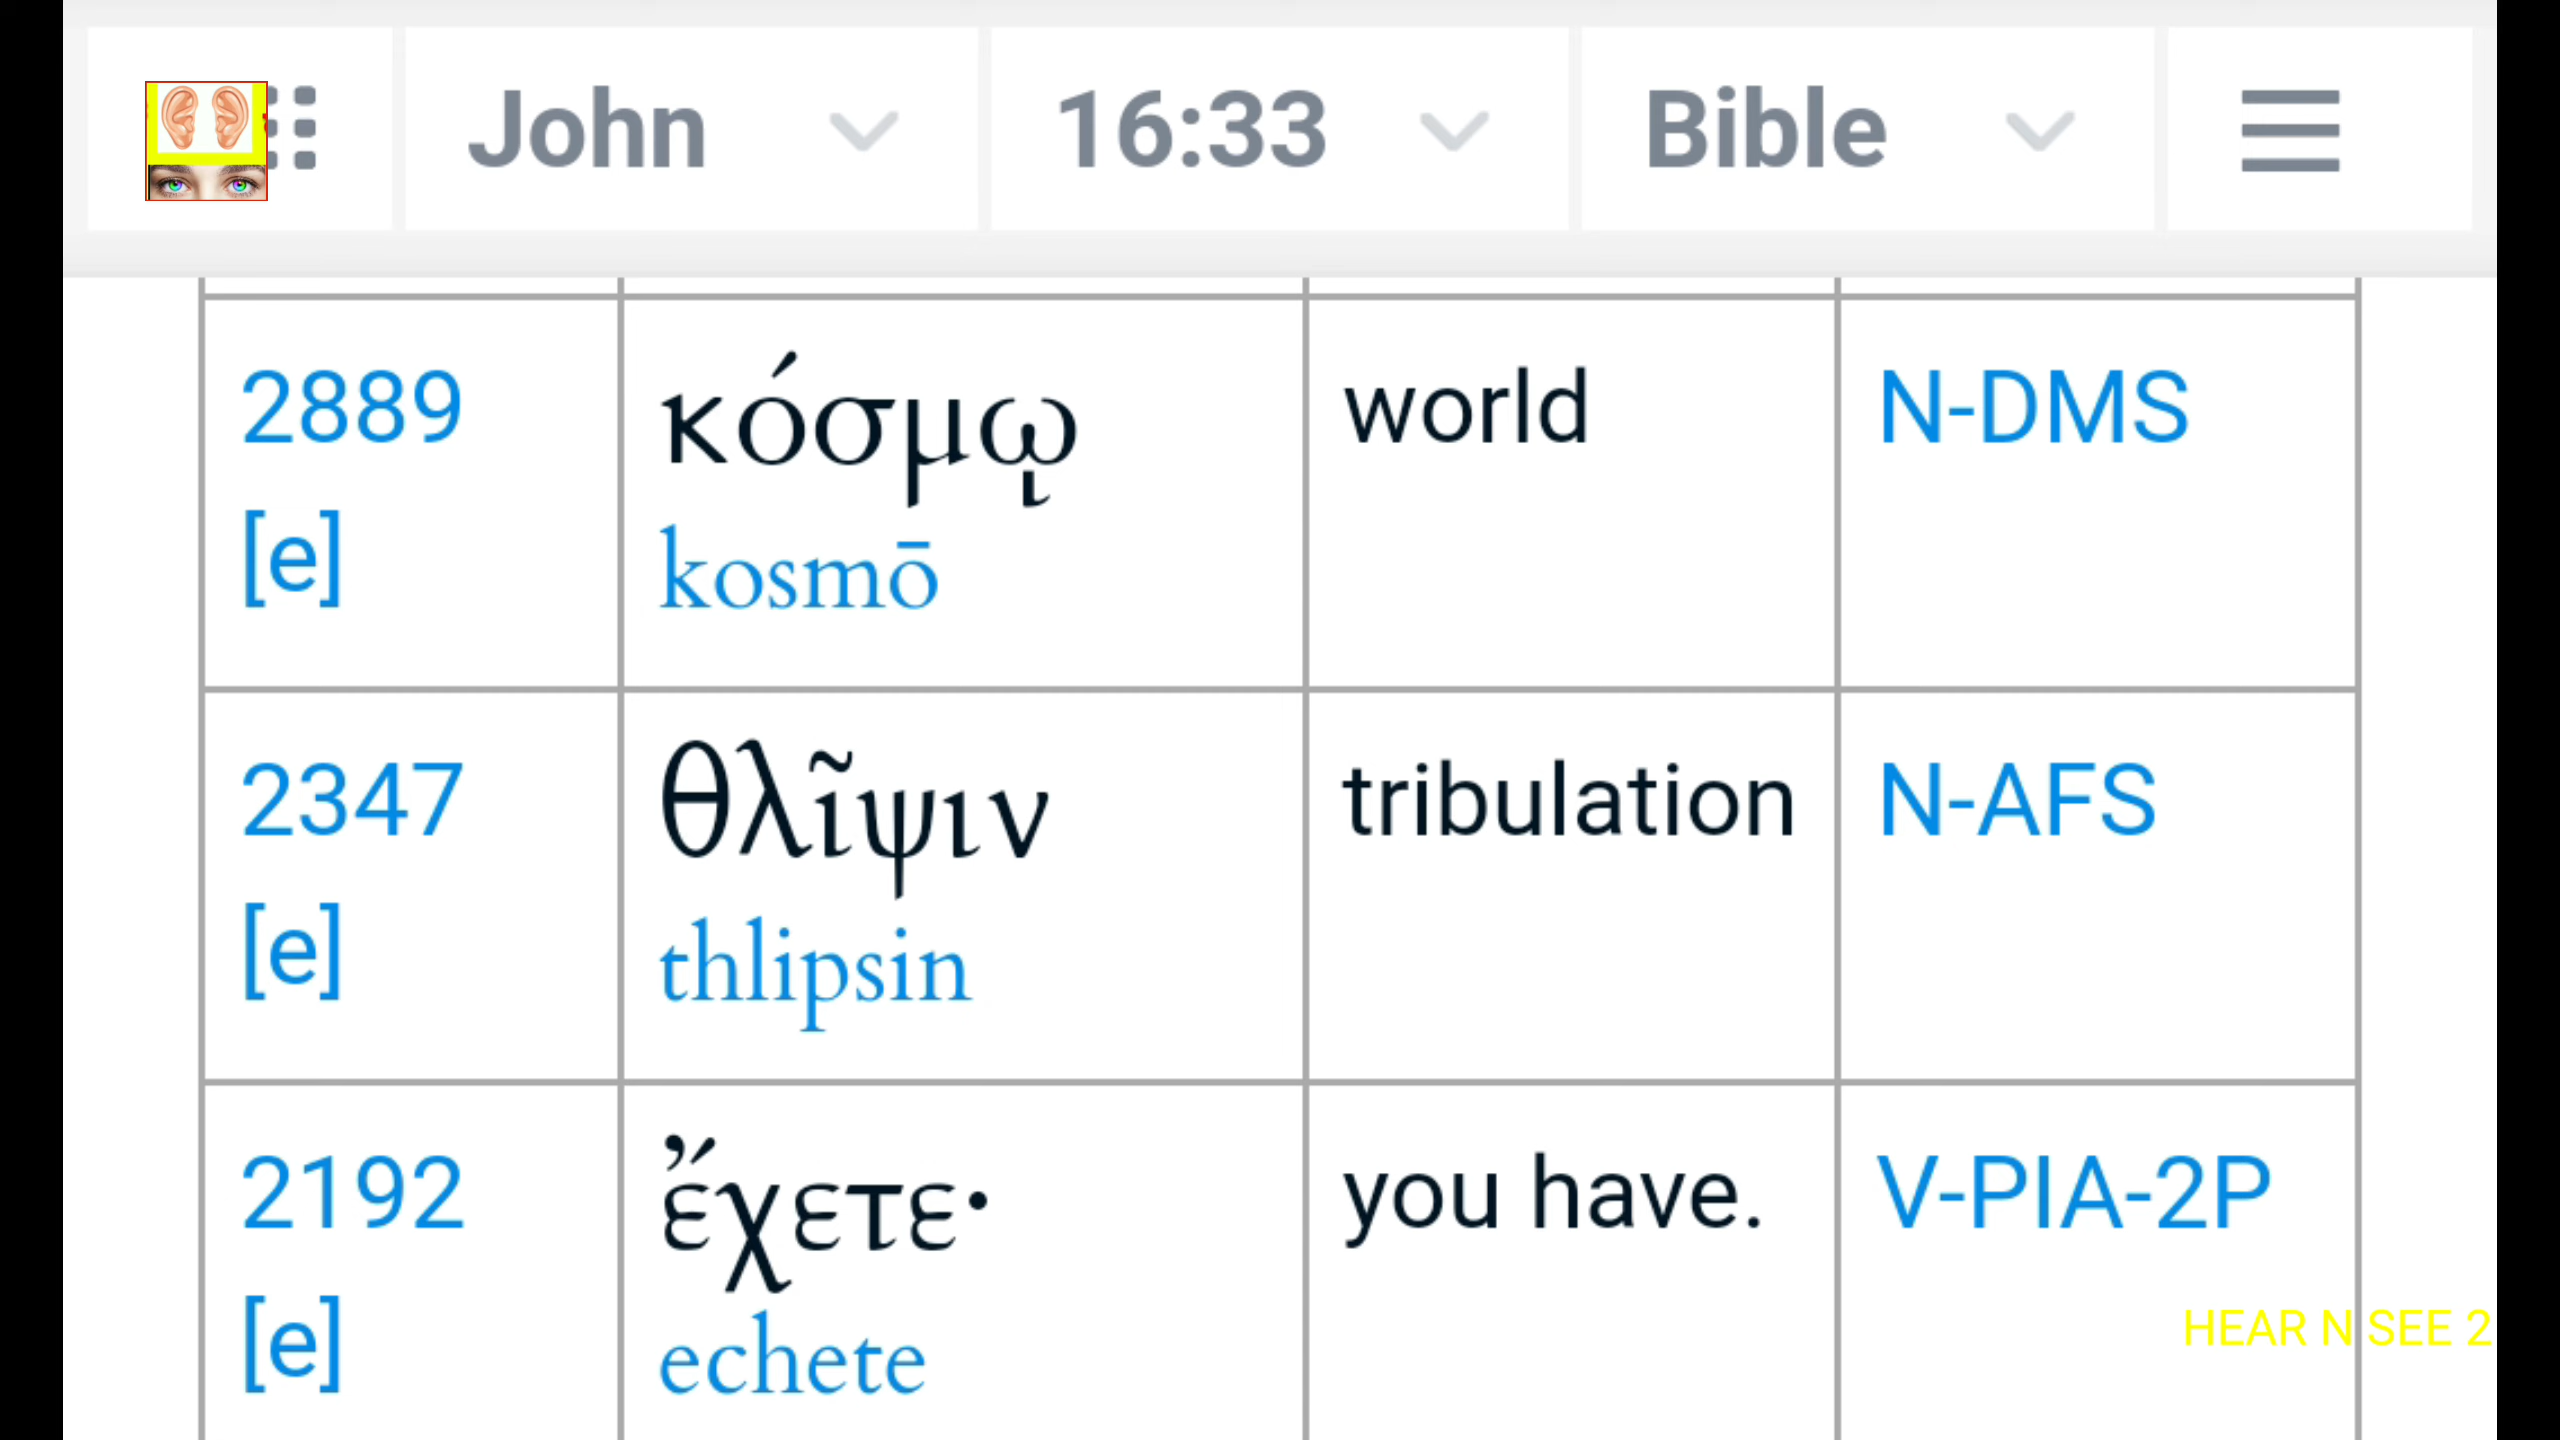 John
16:33
Bible
2889
[e]
κόσμῳ
kosmō
world
N-DMS
2347
[e]
θλῖψιν
thlipsin
tribulation
N-AFS
2192
[e]
ἔχετε·
echete
you have.
V-PIA-2P
HEAR N SEE 2